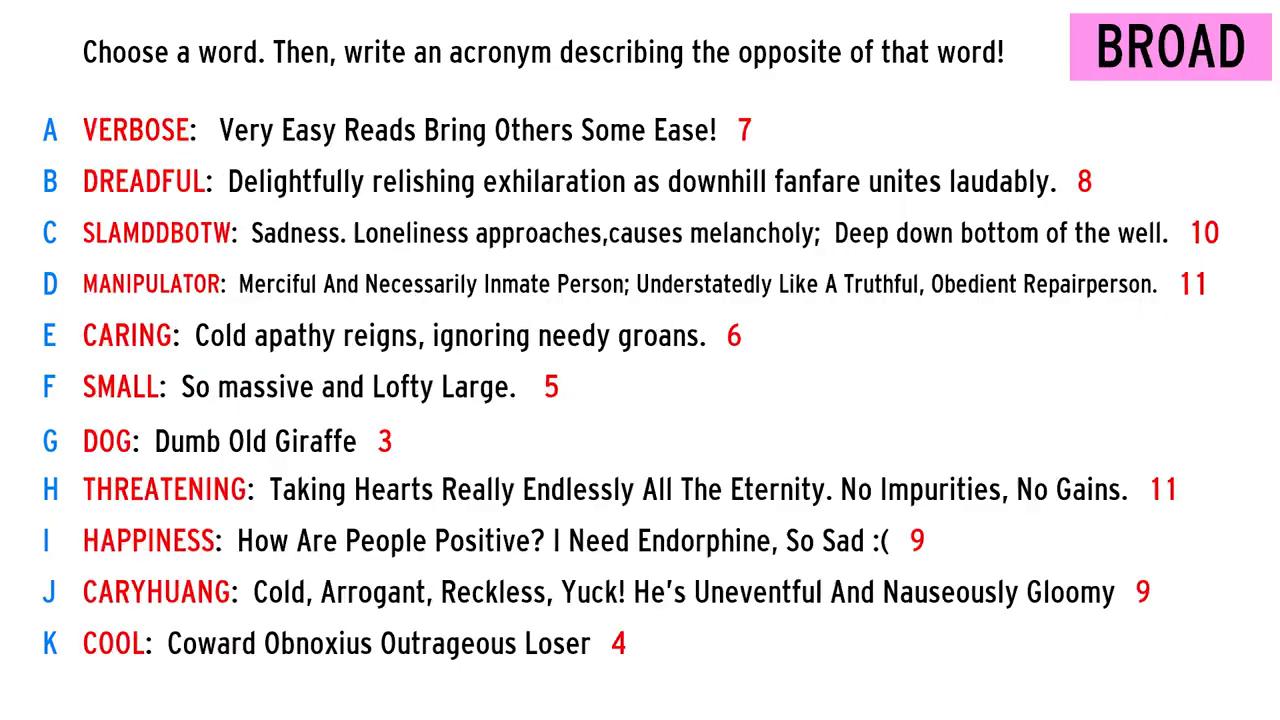 Choose a word. Then, write an acronym describing the opposite of that word!
BROAD
A VERBOSE: Very Easy Reads Bring Others Some Ease! 7
B DREADFUL: Delightfully relishing exhilaration as downhill fanfare unites laudably. 8
C SLAMDDBOTW: Sadness. Loneliness approaches,causes melancholy; Deep down bottom of the well. 10
D MANIPULATOR: Merciful And Necessarily Inmate Person; Understatedly Like A Truthful, Obedient Repairperson. 11
E CARING: Cold apathy reigns, ignoring needy groans. 6
F SMALL: So massive and Lofty Large. 5
G DOG: Dumb Old Giraffe 3
H THREATENING: Taking Hearts Really Endlessly All The Eternity. No Impurities, No Gains. 11
I HAPPINESS: How Are People Positive? I Need Endorphine, So Sad :( 9
J CARYHUANG: Cold, Arrogant, Reckless, Yuck! He's Uneventful And Nauseously Gloomy 9
K COOL: Coward Obnoxius Outrageous Loser 4